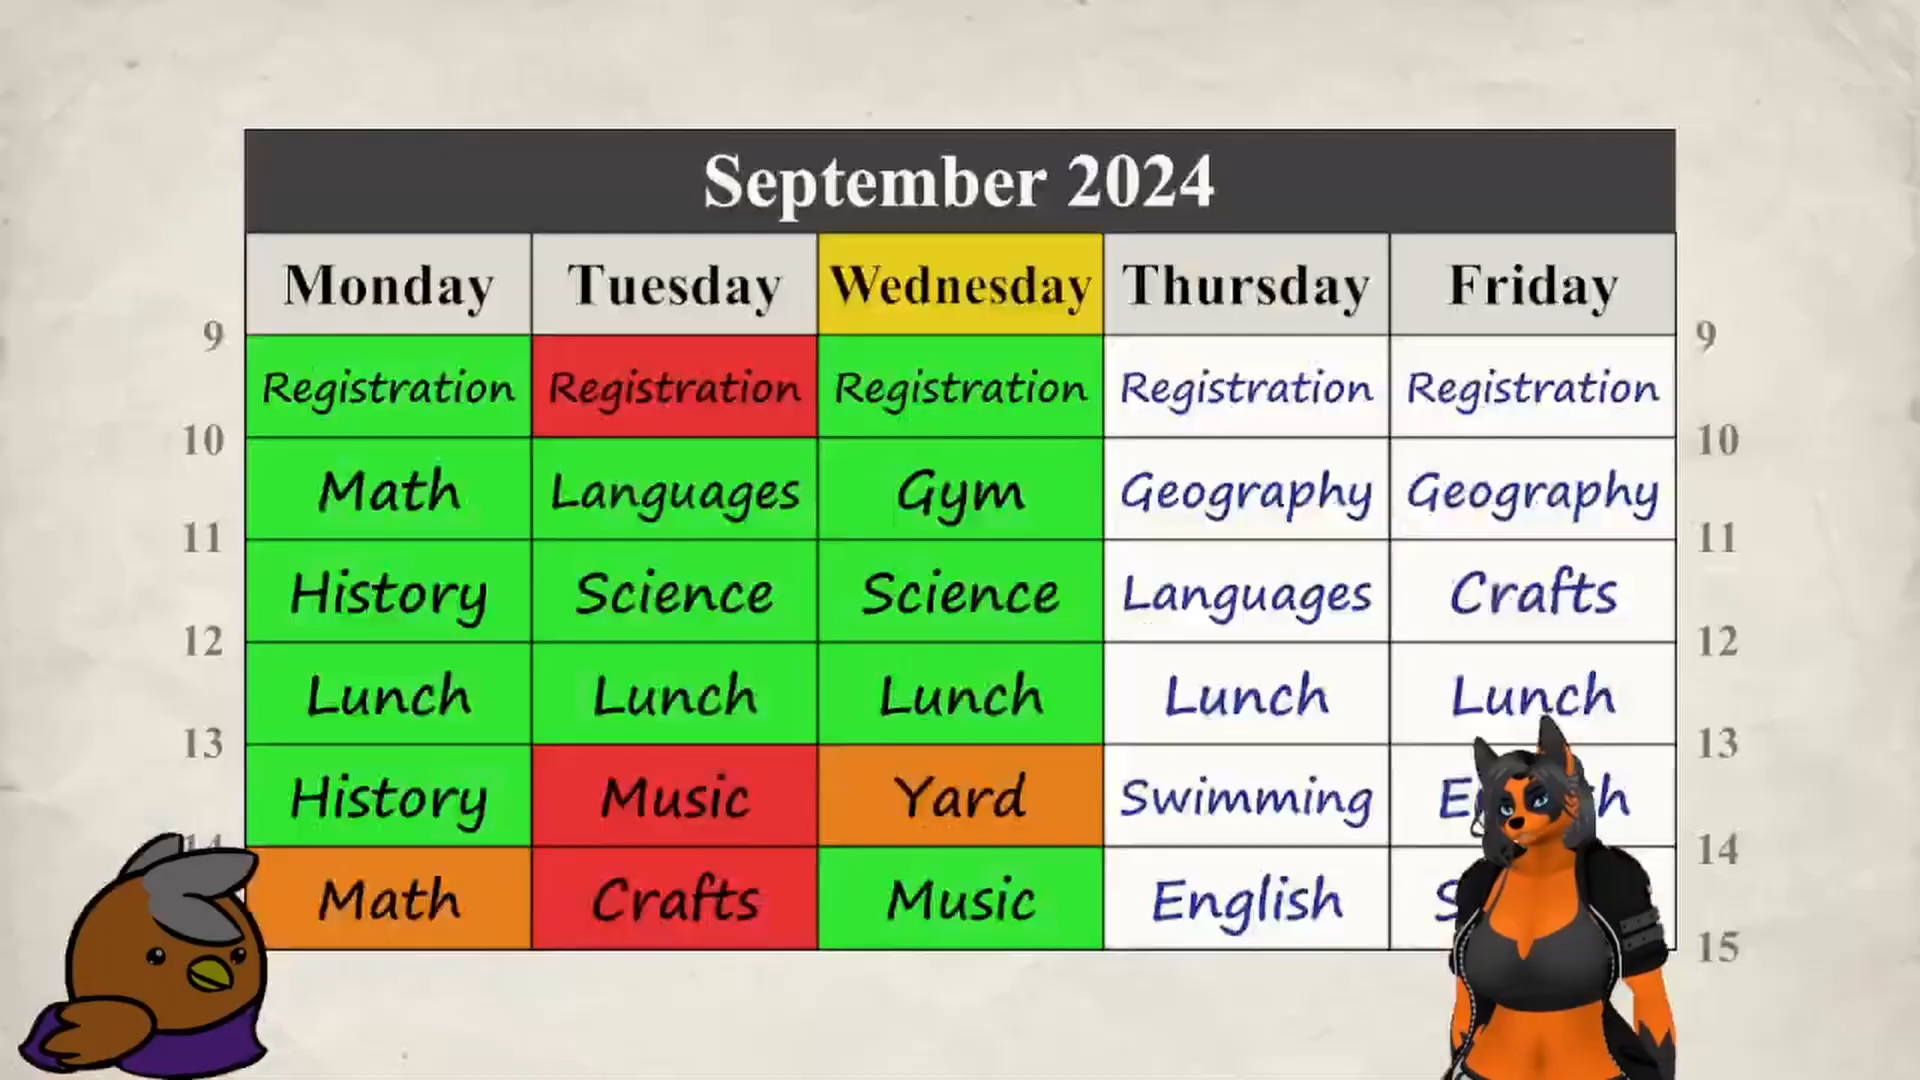 September 2024
Monday Tuesday Wednesday Thursday Friday
9 9
Registration Registration Registration Registration Registration
10 10
Math Languages Gym Geography Geography
11 11
History Science Science Languages Crafts
12 12
Lunch Lunch Lunch Lunch Lunch
13 13
History Music Yard Swimming
14 14
Math Crafts Music English
15